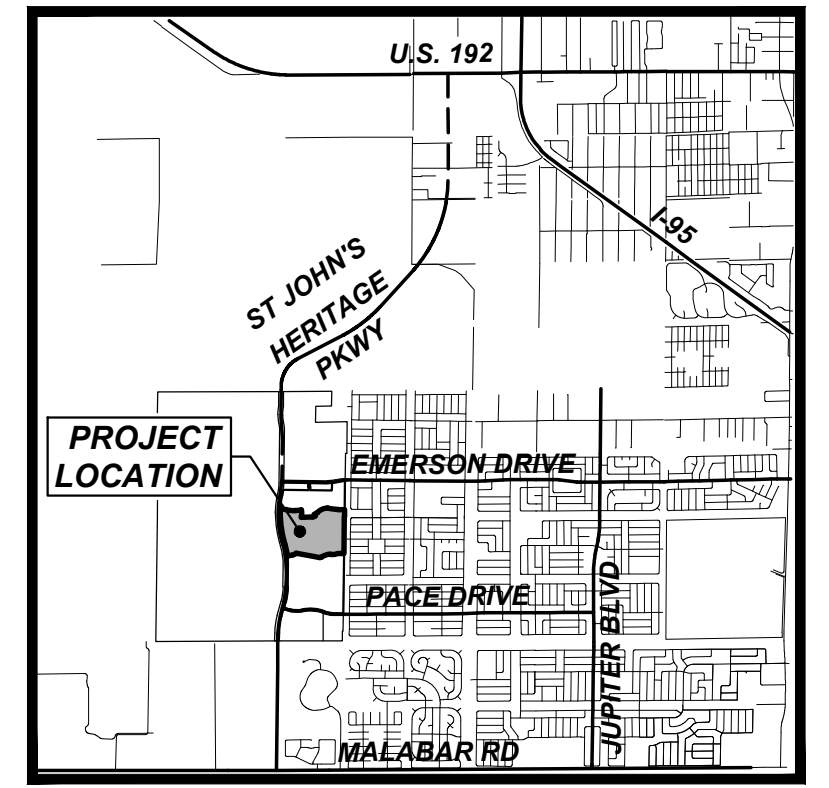 U.S. 192
I-95
ST JOHN'S
HERITAGE
PKWY
PROJECT
LOCATION
EMERSON DRIVE
PACE DRIVE
JUPITER BLVD
MALABAR RD